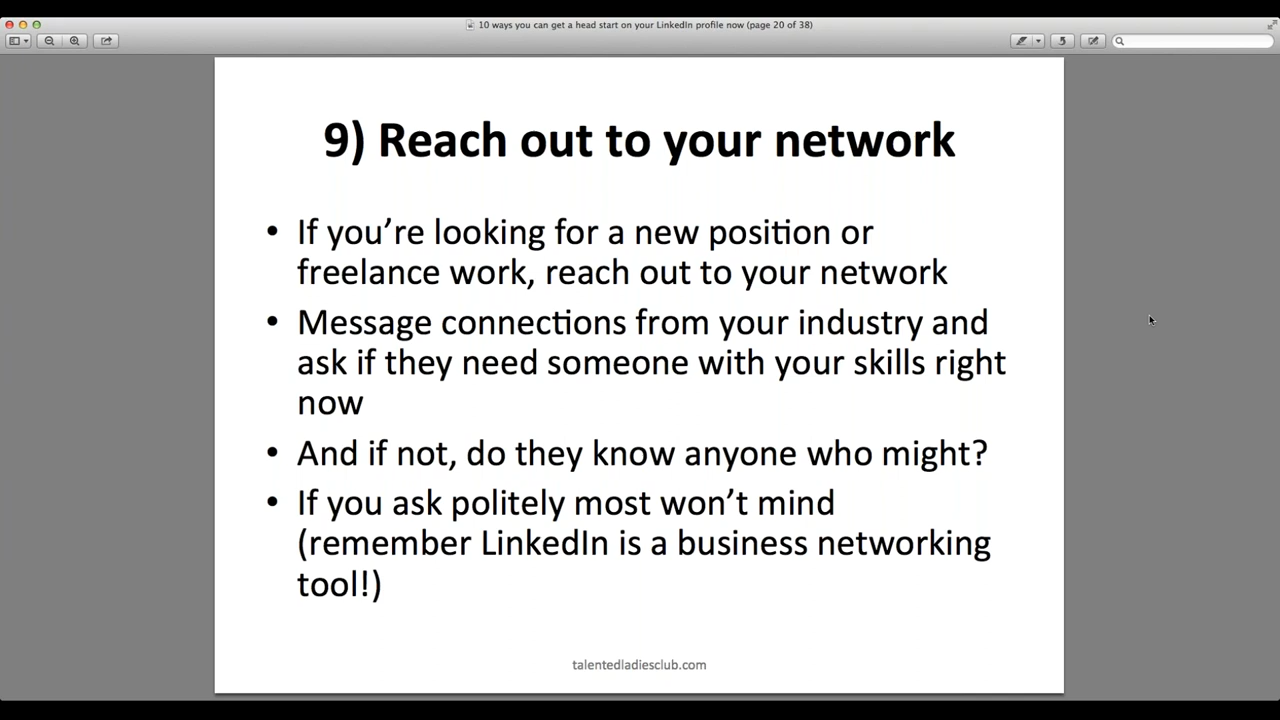 10 ways you can get a head start on your LinkedIn profile now (page 20 of 38)
9) Reach out to your network
• If you're looking for a new position or
freelance work, reach out to your network
• Message connections from your industry and
ask if they need someone with your skills right
now
• And if not, do they know anyone who might?
• If you ask politely most won't mind
(remember LinkedIn is a business networking
tool!)
talentedladiesclub.com